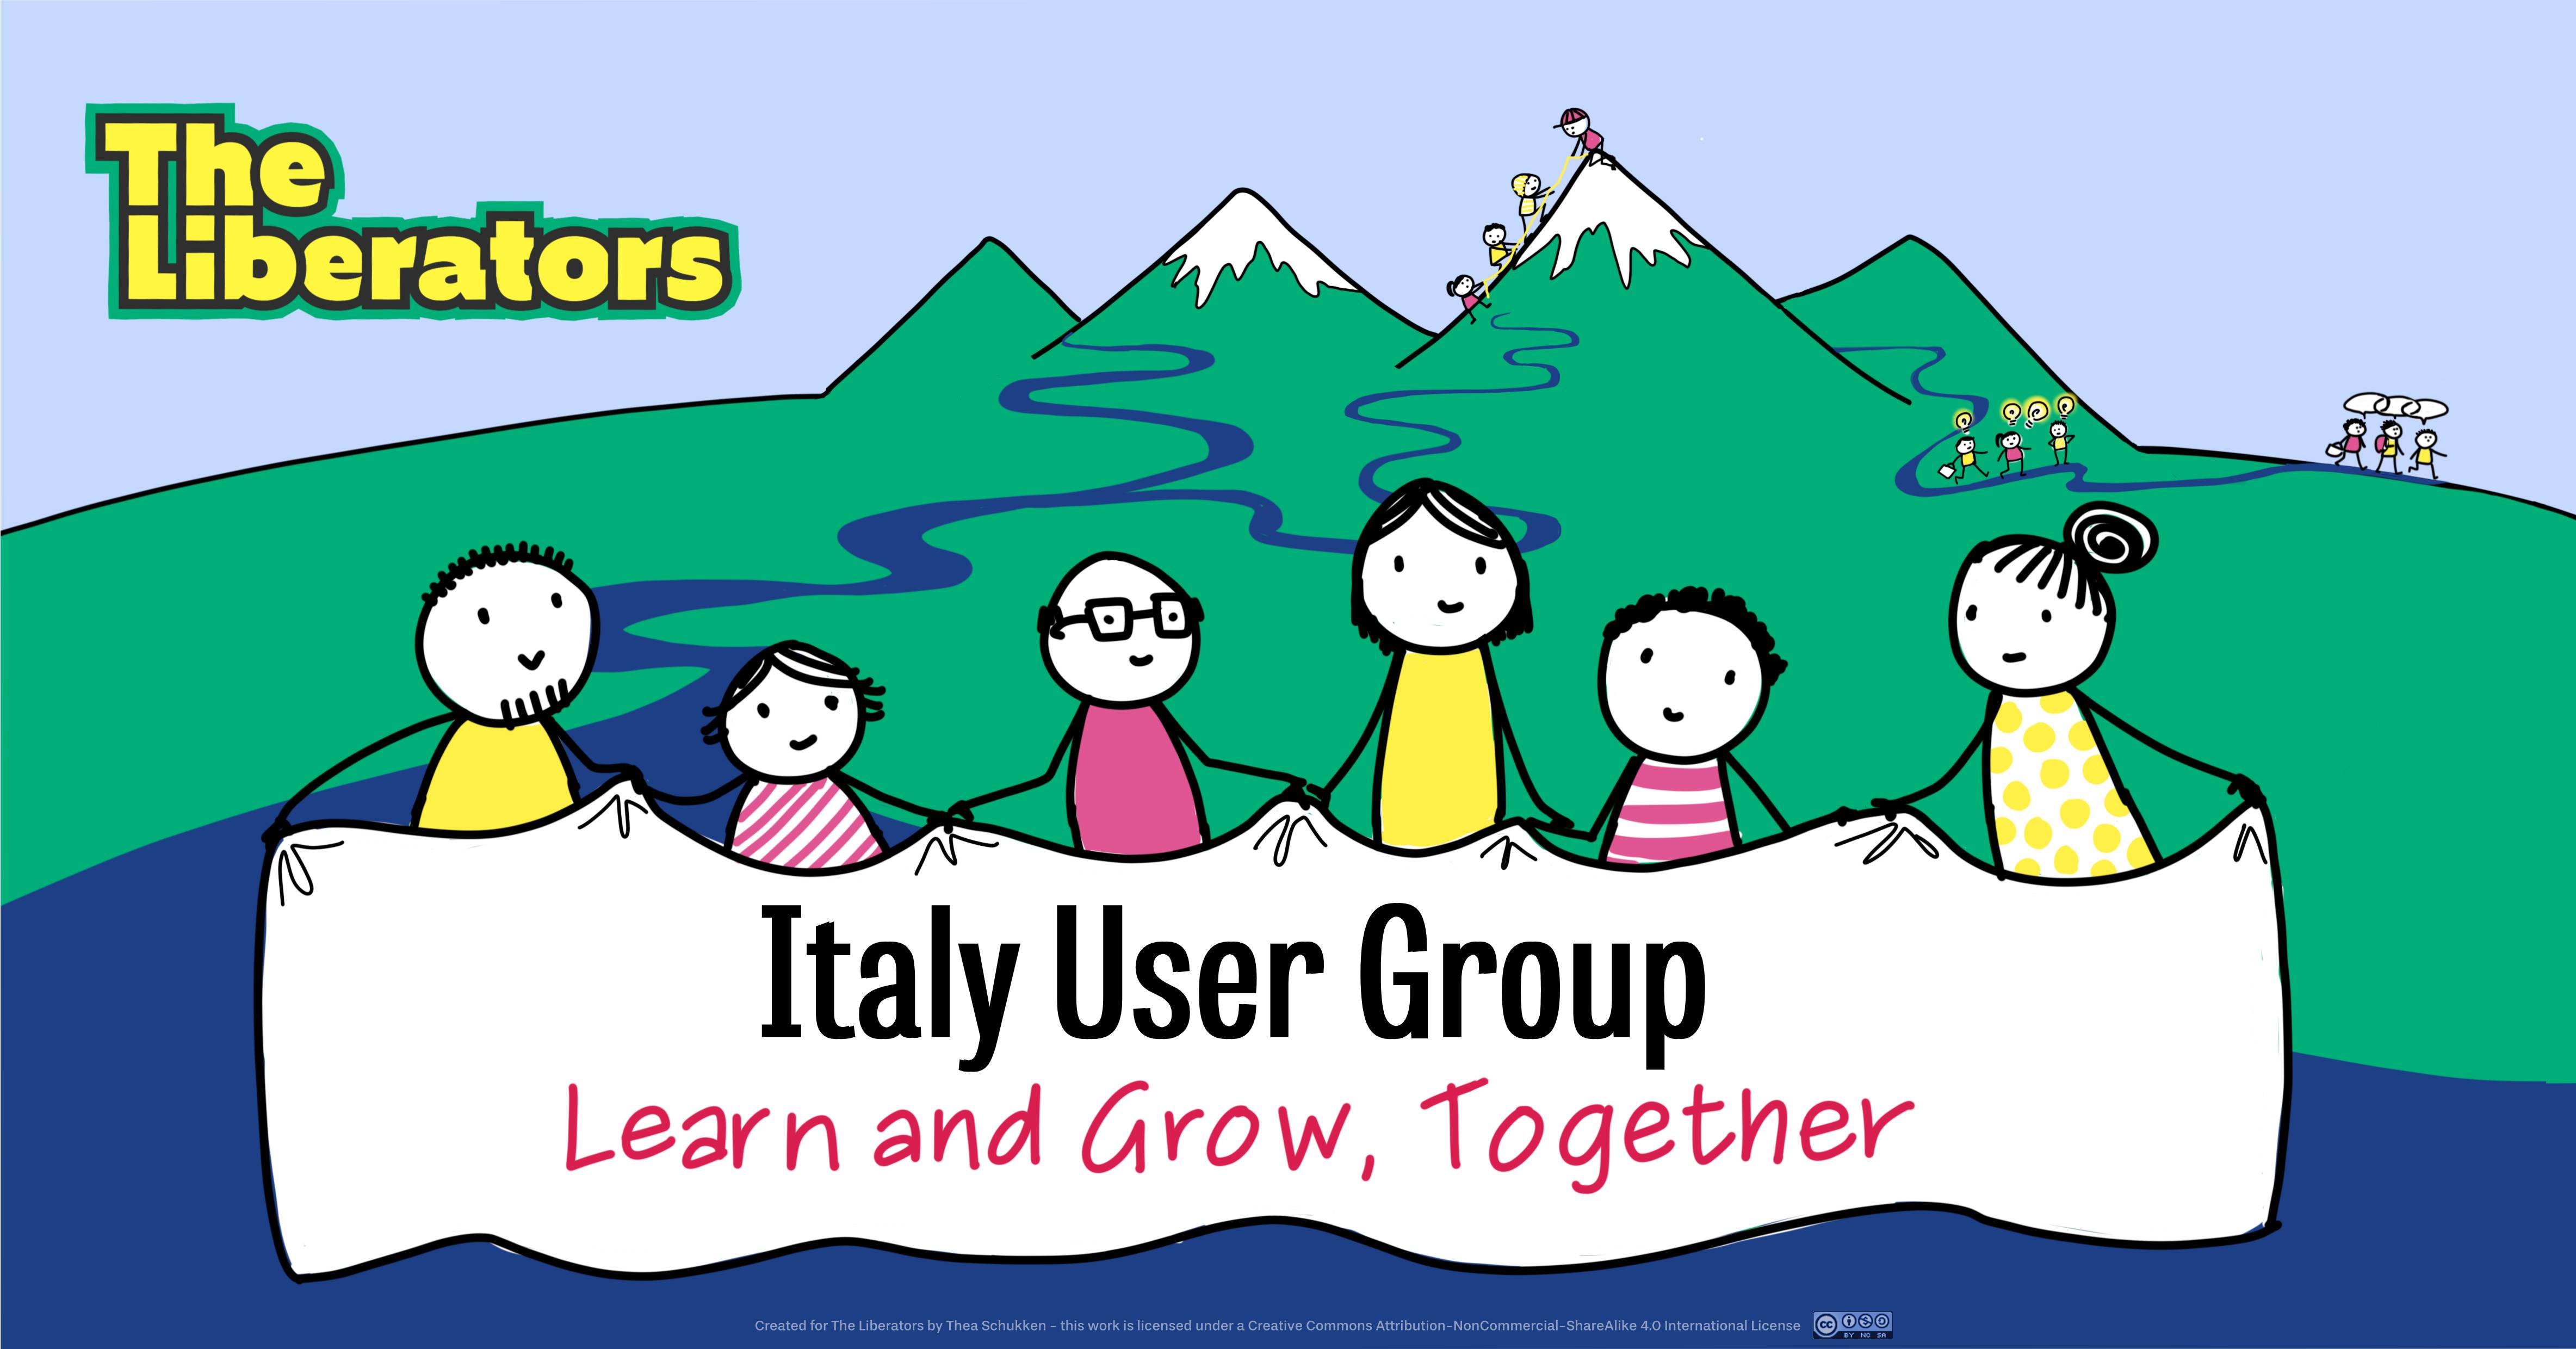 The
Liberators
Italy User Group
Learn and Grow, Together
Created for The Liberators by Thea Schukken - this work is licensed under a Creative Commons Attribution-NonCommercial-ShareAlike 4.0 International License
cc
BY NC SA